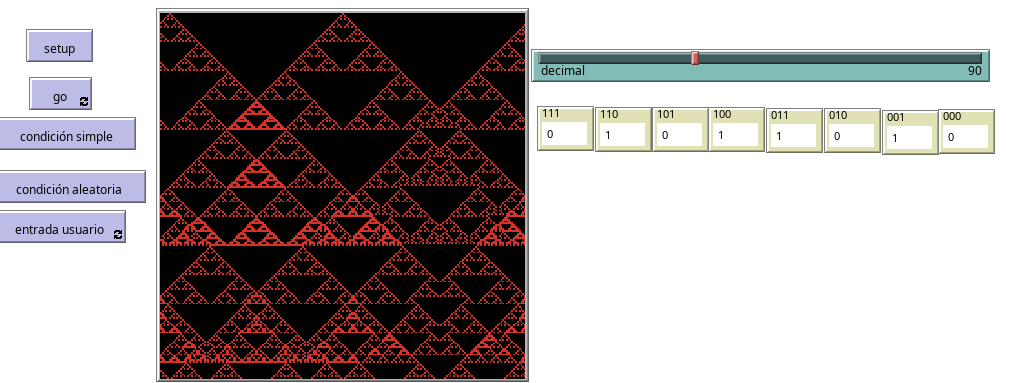 setup
go
condición simple
condición aleatoria
entrada usuario
decimal 90
111 110 101 100 011 010 001 000
0 1 0 1 1 0 1 0